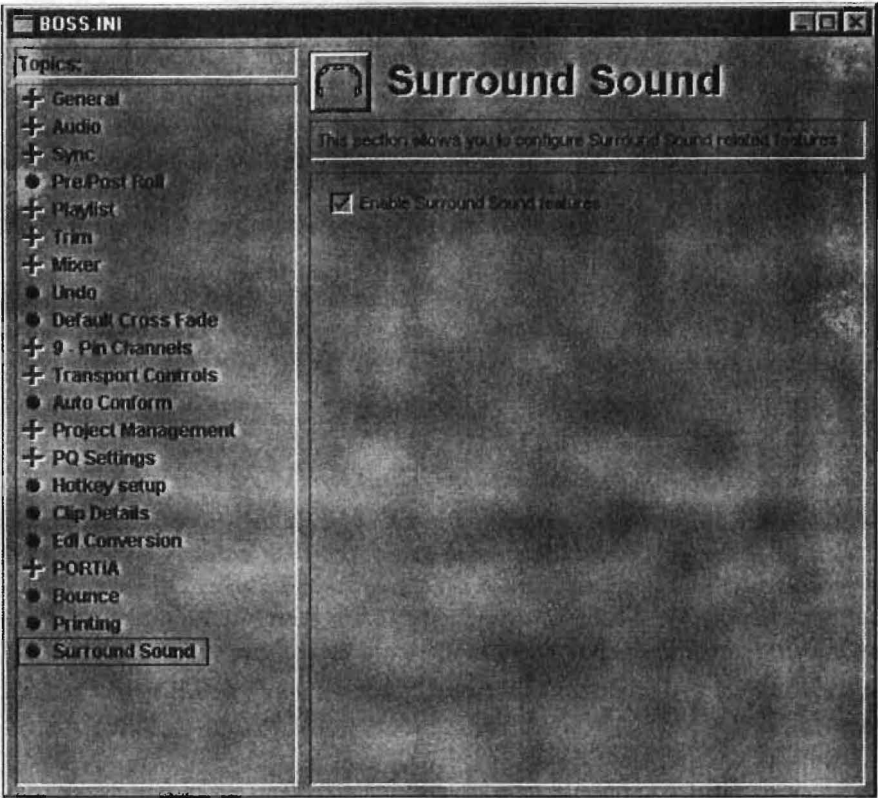 BOSS.INI
Topics:
General
Audio
Sync
Pre/Post Roll
Playlist
Trim
Mixer
Undo
Default Cross Fade
9 - Pin Channels
Transport Controls
Auto Conform
Project Management
PQ Settings
Hotkey setup
Clip Details
Edl Conversion
PORTIA
Bounce
Printing
Surround Sound
Surround Sound
This section allows you to configure Surround Sound related features
Enable Surround Sound features